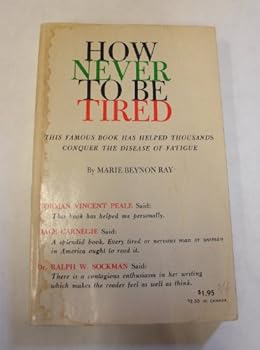 HOW
NEVER
TO BE
TIRED
THIS FAMOUS BOOK HAS HELPED THOUSANDS
CONQUER THE DISEASE OF FATIGUE
By MARIE BEYNON RAY
NORMAN VINCENT PEALE Said:
This book has helped me personally.
DALE CARNEGIE Said:
A splendid book. Every tired or nervous man or woman
in America ought to read it.
Dr. RALPH W. SOCKMAN Said:
There is a contagious enthusiasm in her writing
which makes the reader feel as well as think.
$1.95
IN CANADA